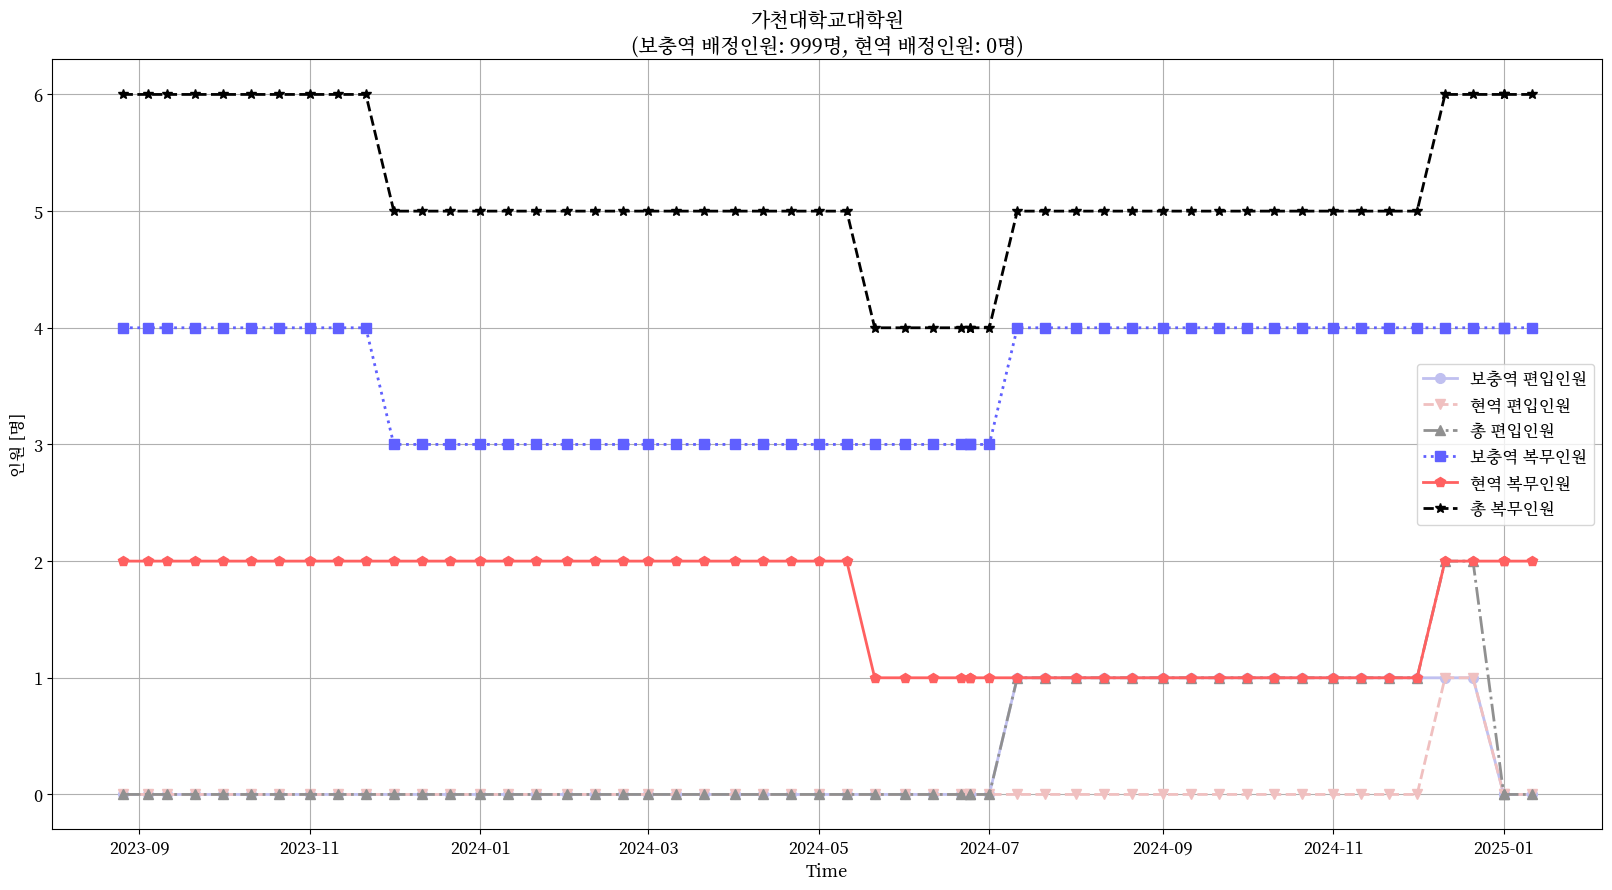 가천대학교대학원
(보충역 배정인원: 999명, 현역 배정인원: 0명)
인원 [명]
6
5
4
3
2
1
0
보충역 편입인원
현역 편입인원
총 편입인원
보충역 복무인원
현역 복무인원
총 복무인원
2023-09 2023-11 2024-01 2024-03 2024-05 2024-07 2024-09 2024-11 2025-01
Time